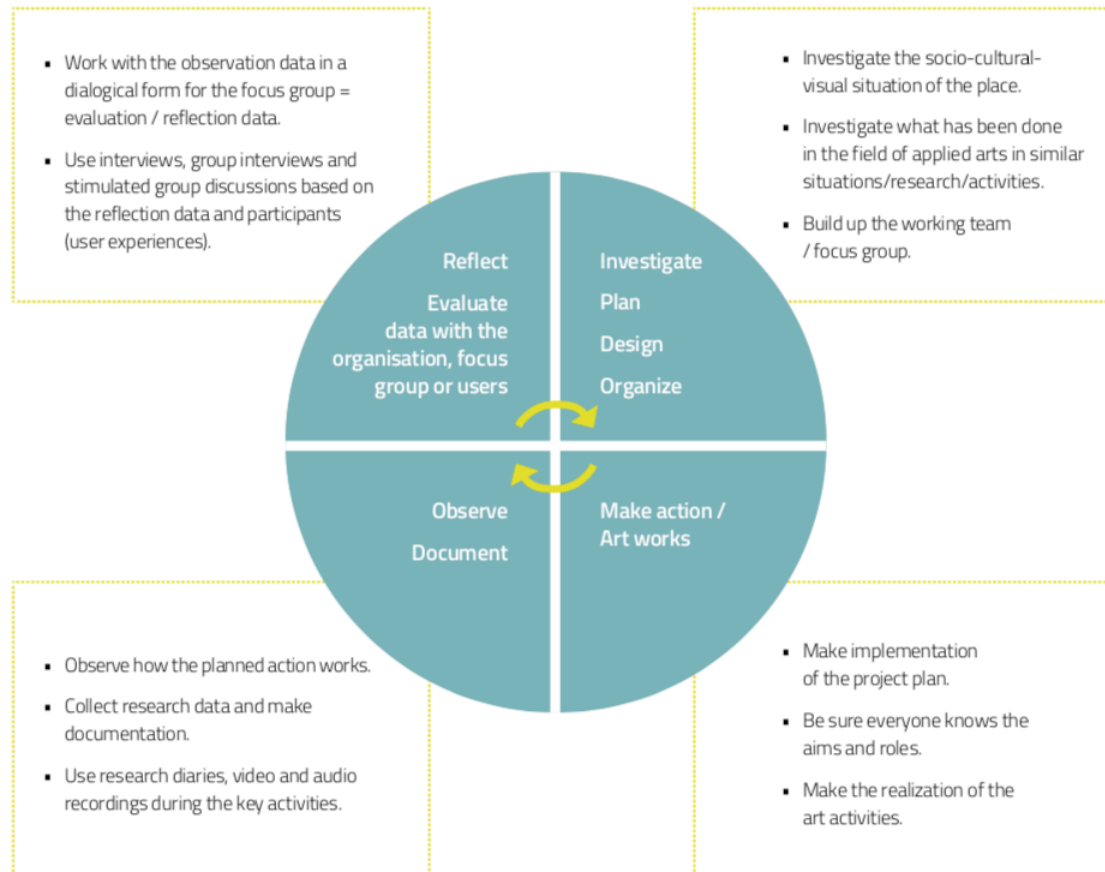 ▪ Work with the observation data in a
dialogical form for the focus group =
evaluation / reflection data.
▪ Use interviews, group interviews and
stimulated group discussions based on
the reflection data and participants
(user experiences).
▪ Investigate the socio-cultural-
visual situation of the place.
▪ Investigate what has been done
in the field of applied arts in similar
situations/research/activities.
▪ Build up the working team
/ focus group.
Reflect
Evaluate
data with the
organisation, focus
group or users
Investigate
Plan
Design
Organize
Observe
Document
Make action /
Art works
▪ Observe how the planned action works.
▪ Collect research data and make
documentation.
▪ Use research diaries, video and audio
recordings during the key activities.
▪ Make implementation
of the project plan.
▪ Be sure everyone knows the
aims and roles.
▪ Make the realization of the
art activities.